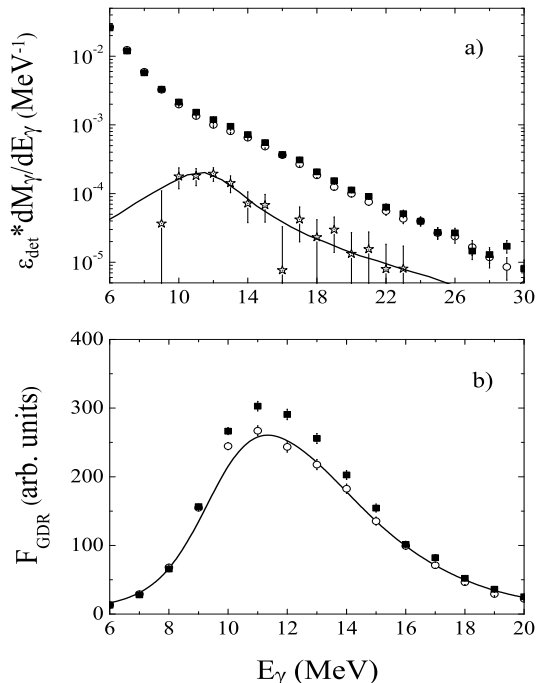 a)
10⁻²
10⁻³
10⁻⁴
10⁻⁵
ε_det*dM_γ/dE_γ (MeV⁻¹)
6 10 14 18 22 26 30
b)
400
300
200
100
0
F_GDR (arb. units)
6 8 10 12 14 16 18 20
E_γ (MeV)